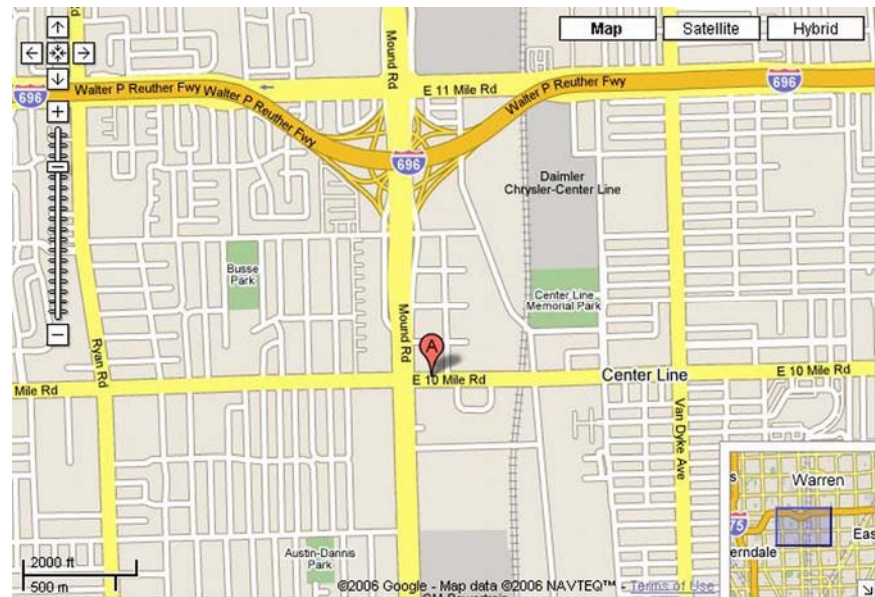 Map
Satellite
Hybrid
696
Walter P Reuther Fwy
Walter P Reuther Fwy
Mound Rd
E 11 Mile Rd
Walter P Reuther Fwy
696
696
Daimler
Chrysler-Center Line
Busse
Park
Center Line
Memorial Park
Ryan Rd
Mound Rd
A
Mile Rd
E 10 Mile Rd
Center Line
E 10 Mile Rd
Van Dyke Ave
Warren
75
erndale
Eas
Austin-Dannis
Park
2000 ft
500 m
©2006 Google - Map data ©2006 NAVTEQ™ - Terms of Use